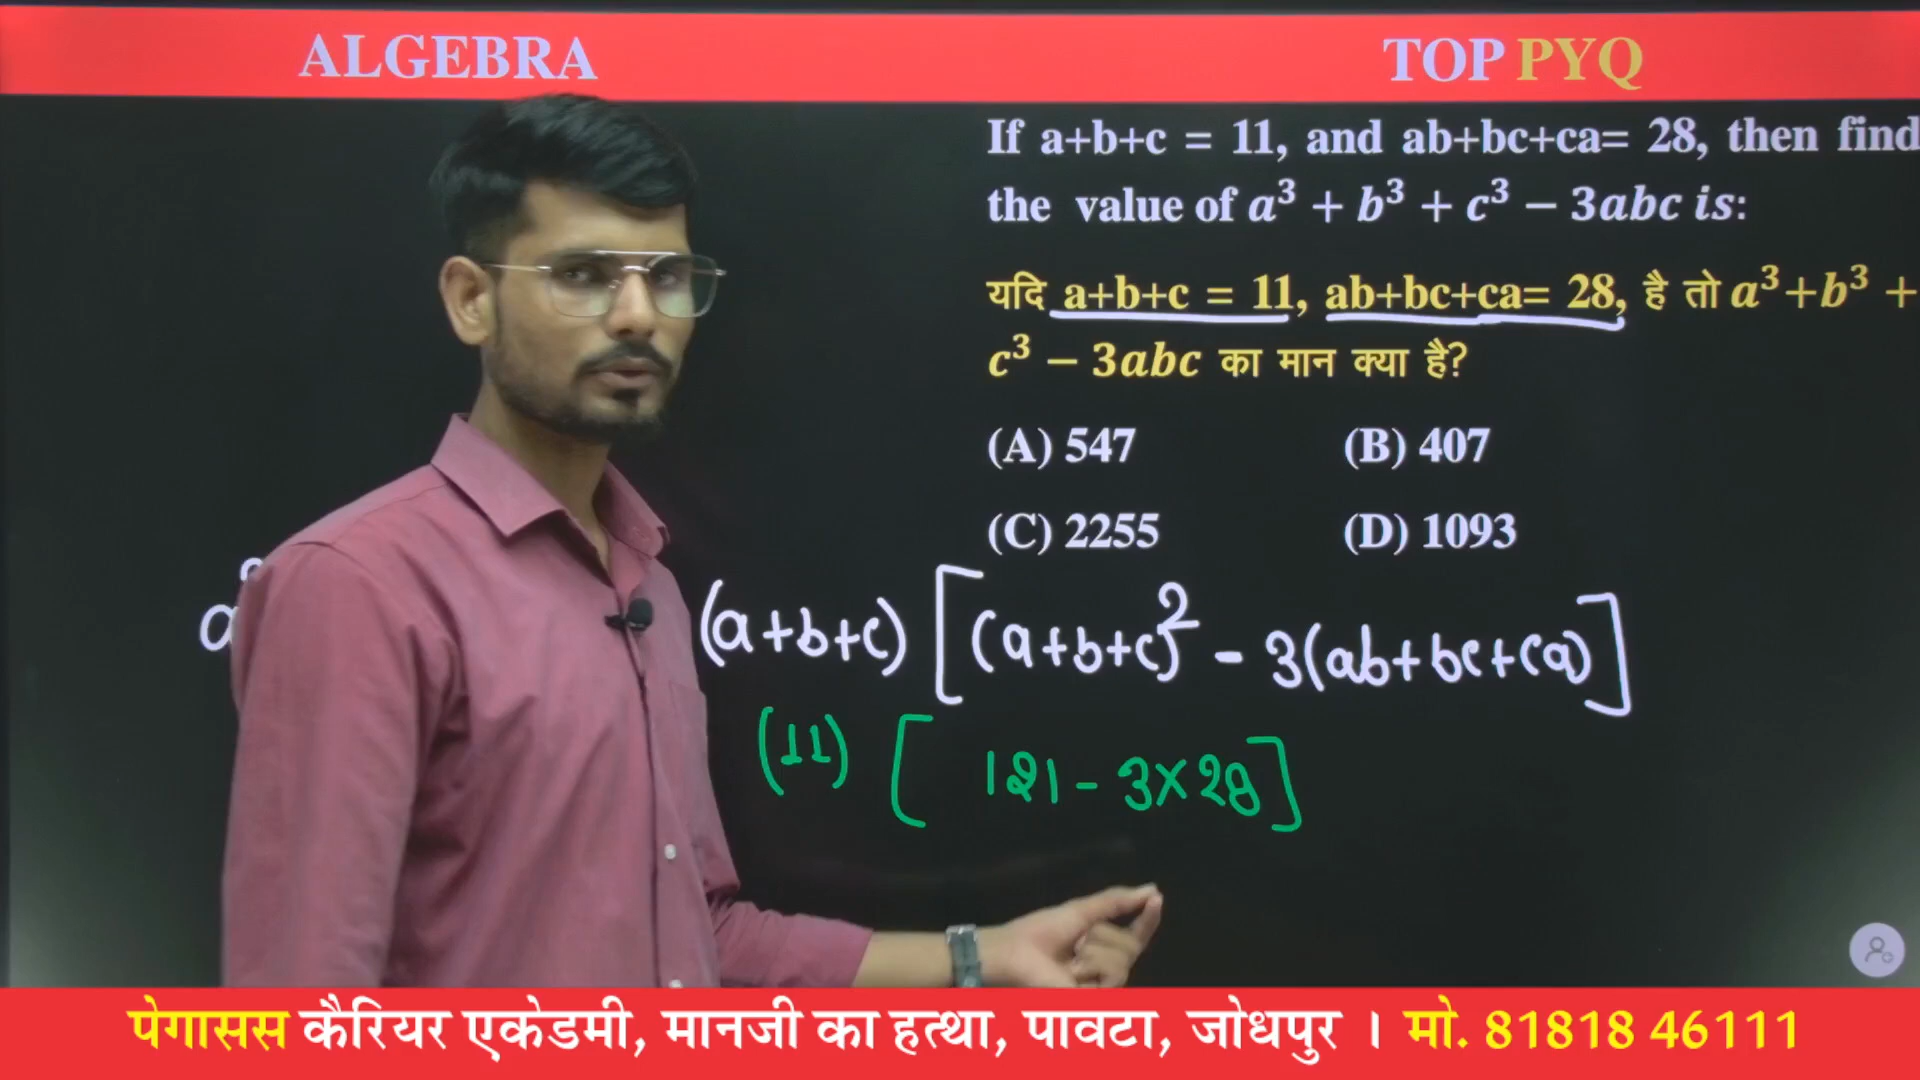 ALGEBRA
TOP PYQ
If a+b+c = 11, and ab+bc+ca= 28, then find
the value of a³ + b³ + c³ − 3abc is:
यदि a+b+c = 11, ab+bc+ca= 28, है तो a³+b³ +
c³ − 3abc का मान क्या है?
(A) 547 (B) 407
(C) 2255 (D) 1093
a (a+b+c) [(a+b+c)² - 3(ab+bc+ca)]
(11) [ 121 - 3×28]
पेगासस कैरियर एकेडमी, मानजी का हत्था, पावटा, जोधपुर । मो. 81818 46111